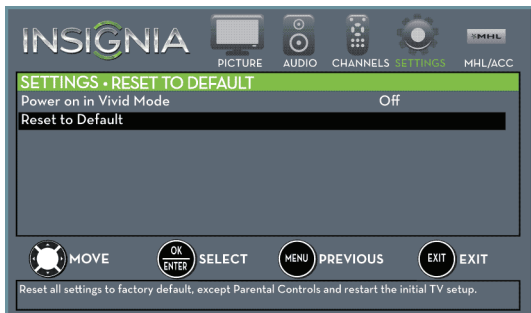 INSIGNIA
PICTURE AUDIO CHANNELS SETTINGS MHL/ACC
MHL
SETTINGS • RESET TO DEFAULT
Power on in Vivid Mode Off
Reset to Default
MOVE OK ENTER SELECT MENU PREVIOUS EXIT EXIT
Reset all settings to factory default, except Parental Controls and restart the initial TV setup.